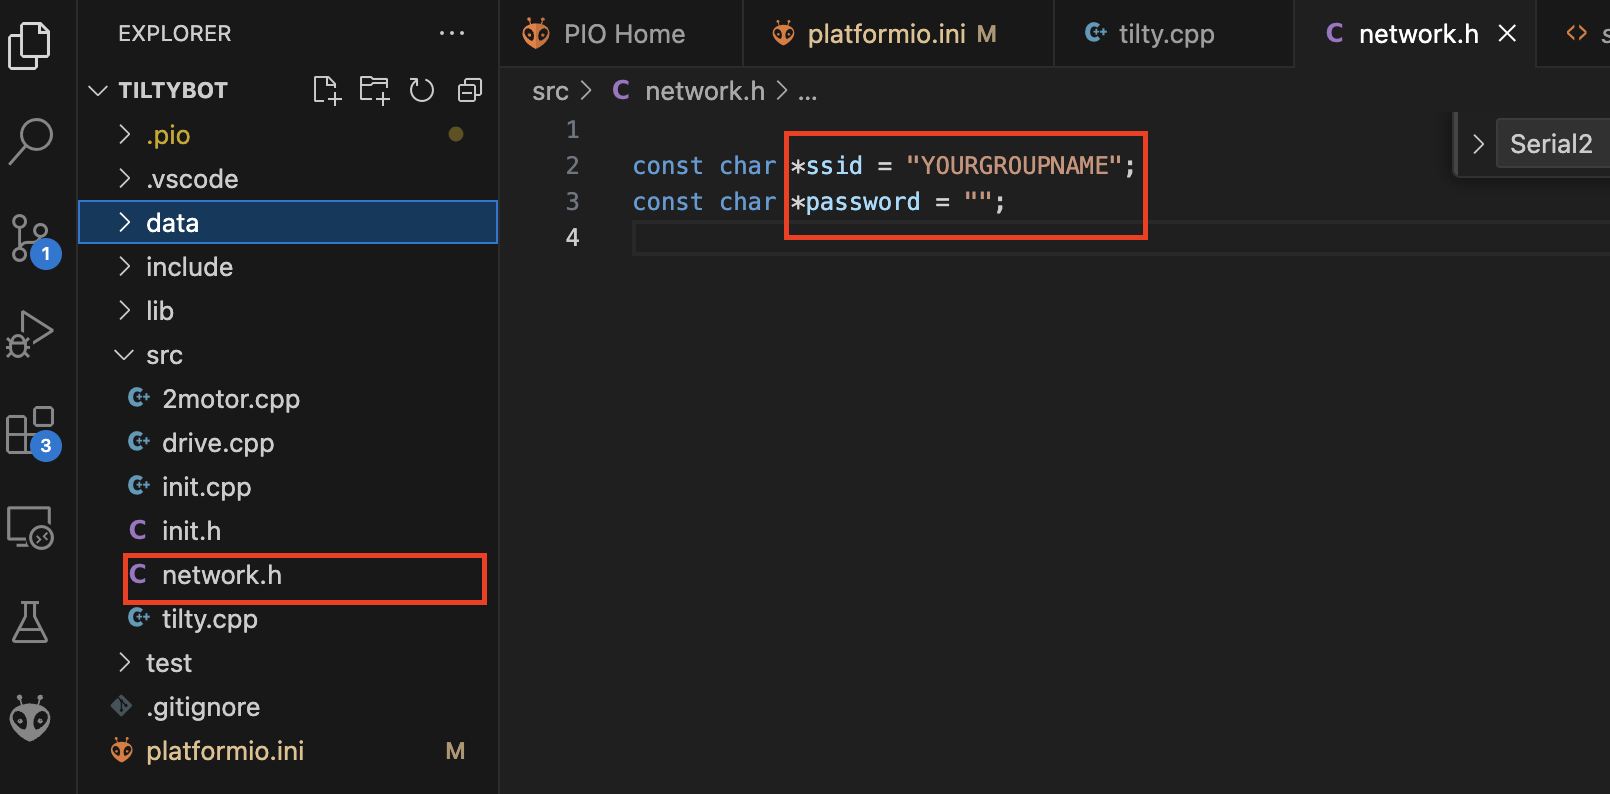 EXPLORER
TILTYBOT
.pio
.vscode
data
include
lib
src
2motor.cpp
drive.cpp
init.cpp
init.h
network.h
tilty.cpp
test
.gitignore
platformio.ini M
1
3
PIO Home
platformio.ini M
tilty.cpp
network.h
src > C network.h > ...
1
2 const char *ssid = "YOURGROUPNAME";
3 const char *password = "";
4
Serial2